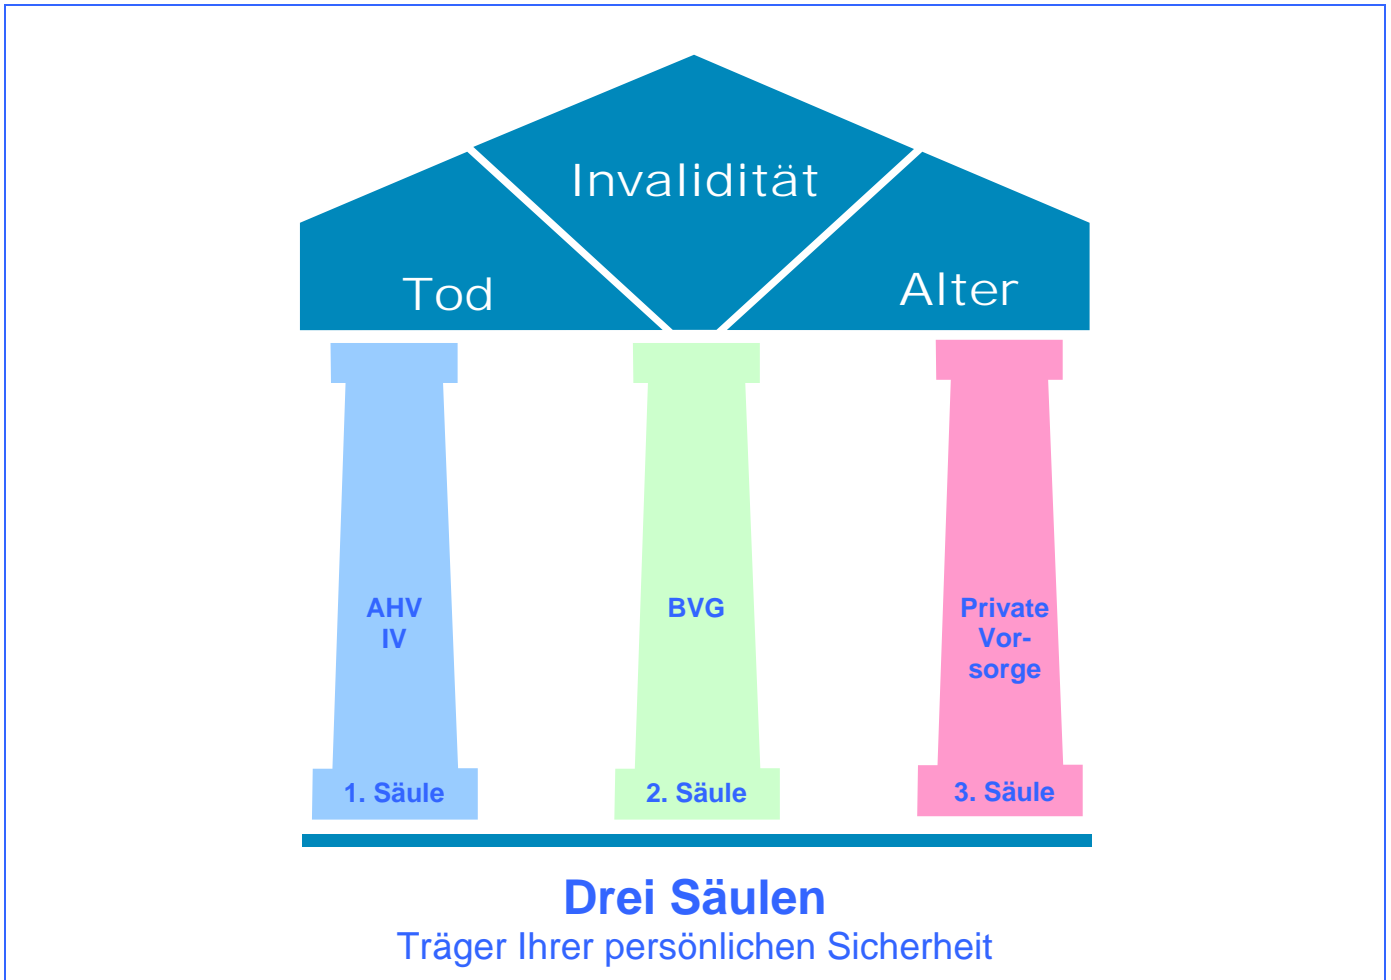 Invalidität
Tod
Alter
AHV
IV
BVG
Private
Vor-
sorge
1. Säule
2. Säule
3. Säule
Drei Säulen
Träger Ihrer persönlichen Sicherheit